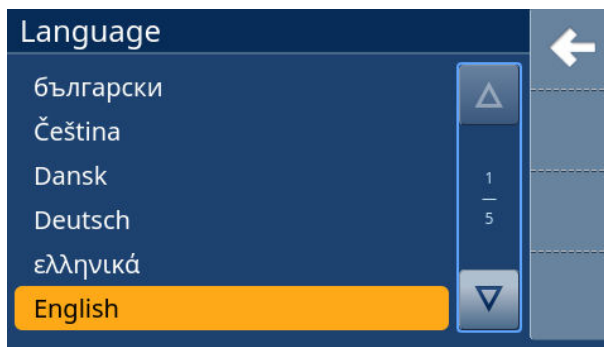 Language
български
Čeština
Dansk
Deutsch
ελληνικά
English
1
5